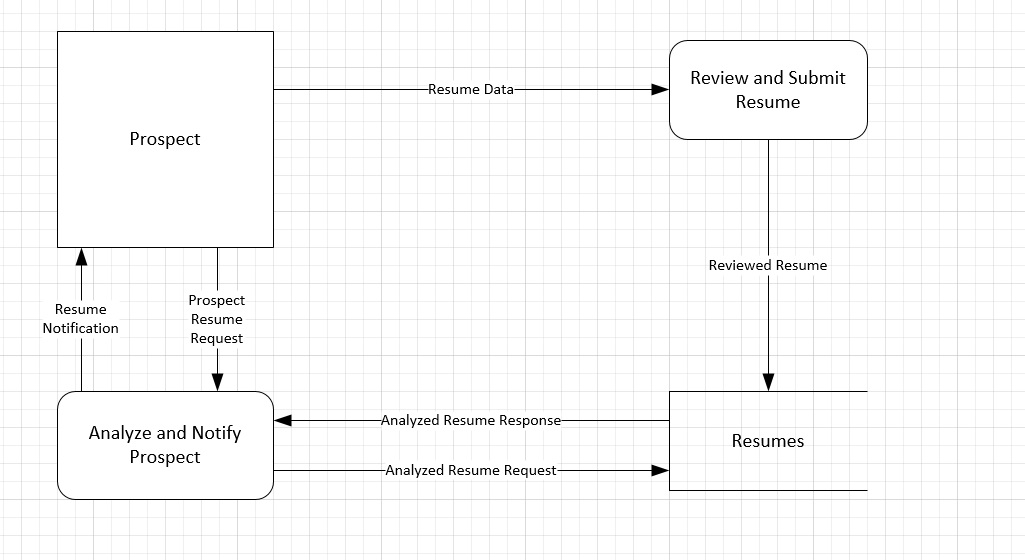 Prospect
Resume Data
Review and Submit
Resume
Reviewed Resume
Resume
Notification
Prospect
Resume
Request
Analyze and Notify
Prospect
Analyzed Resume Response
Analyzed Resume Request
Resumes